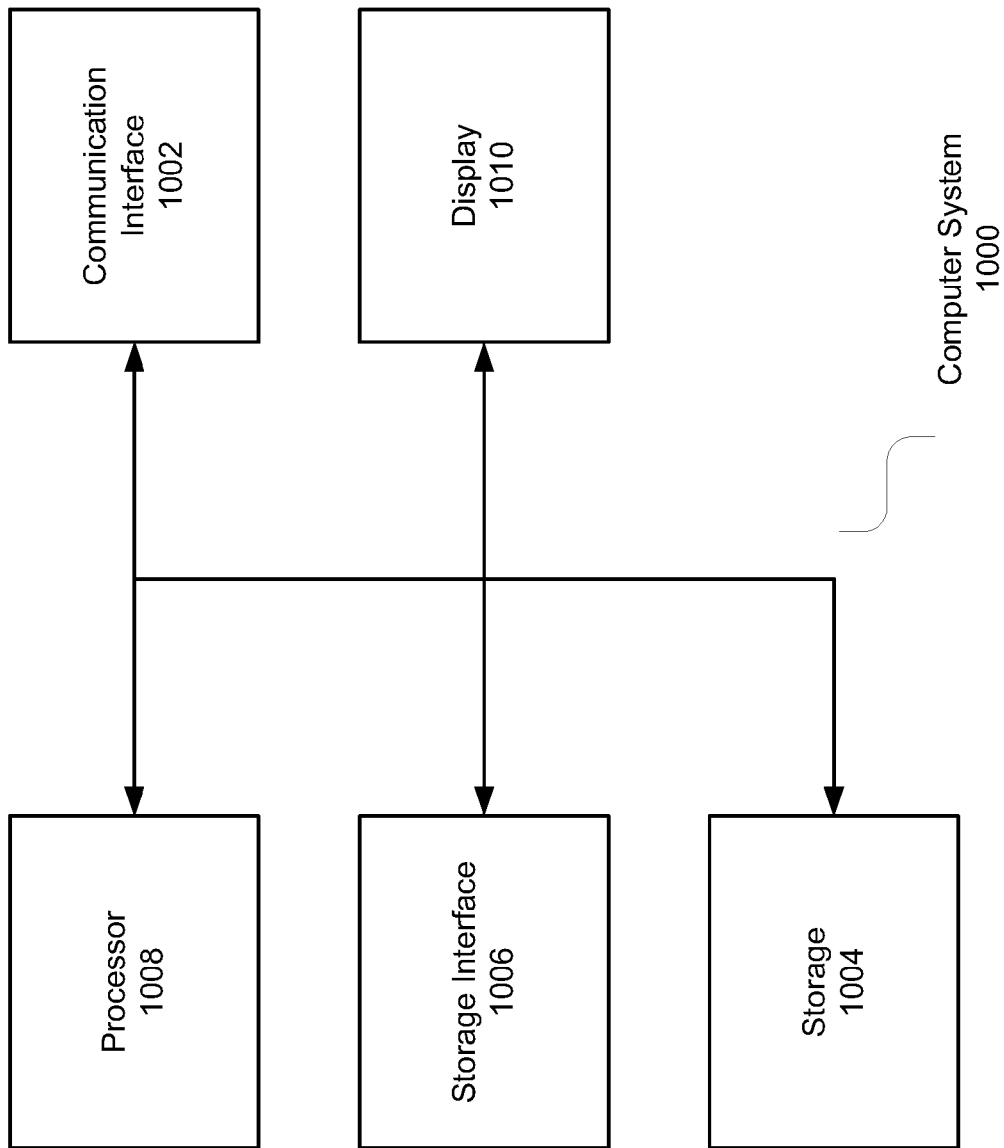 Processor
1008
Communication
Interface
1002
Storage Interface
1006
Display
1010
Storage
1004
Computer System
1000